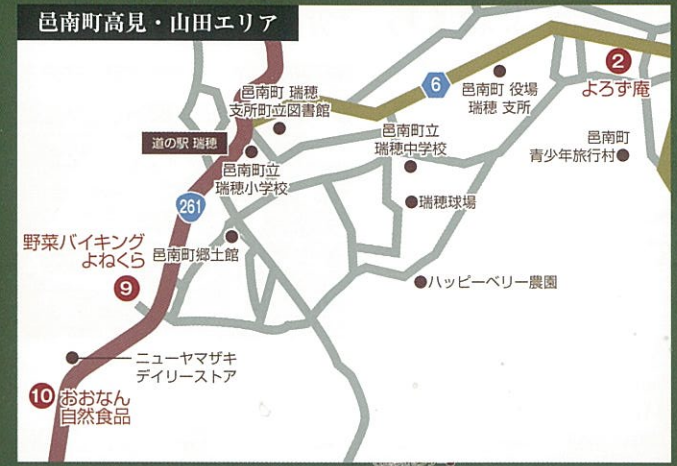 邑南町高見・山田エリア
邑南町 瑞穂
支所町立図書館
6
邑南町 役場
瑞穂 支所
2
よろず庵
道の駅 瑞穂
邑南町立
瑞穂小学校
邑南町立
瑞穂中学校
邑南町
青少年旅行村
261
瑞穂球場
野菜バイキング
よねくら
9
邑南町郷土館
ハッピーベリー農園
ニューヤマザキ
デイリーストア
10
おおなん
自然食品